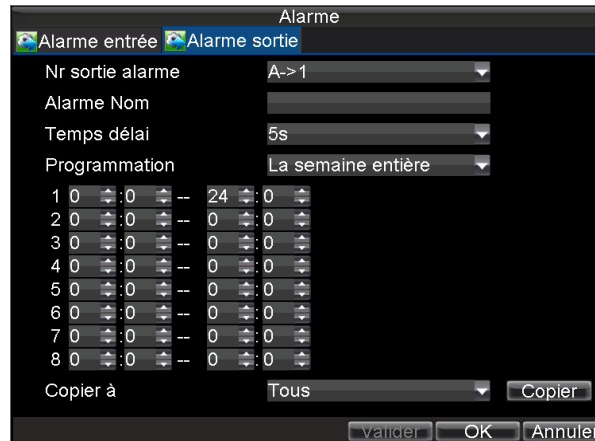 Alarme
Alarme entrée Alarme sortie
Nr sortie alarme A->1
Alarme Nom
Temps délai 5s
Programmation La semaine entière
1 0 :0 -- 24 :0
2 0 :0 -- 0 :0
3 0 :0 -- 0 :0
4 0 :0 -- 0 :0
5 0 :0 -- 0 :0
6 0 :0 -- 0 :0
7 0 :0 -- 0 :0
8 0 :0 -- 0 :0
Copier à Tous Copier
Valider OK Annuler